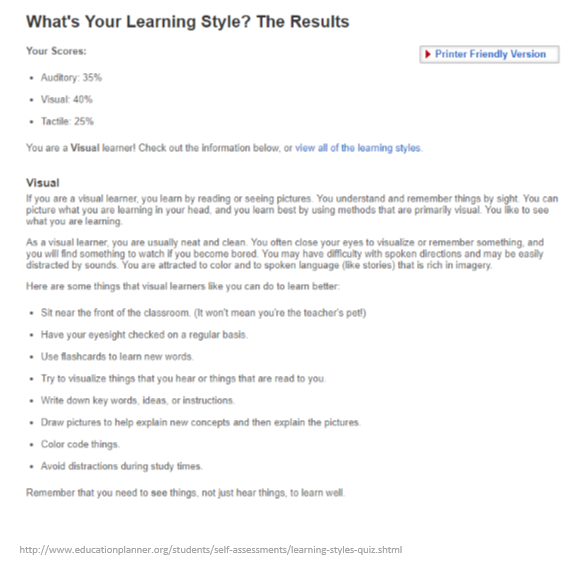 What's Your Learning Style? The Results
Your Scores:
Printer Friendly Version
• Auditory: 35%
• Visual: 40%
• Tactile: 25%
You are a Visual learner! Check out the information below, or view all of the learning styles.
Visual
If you are a visual learner, you learn by reading or seeing pictures. You understand and remember things by sight. You can
picture what you are learning in your head, and you learn best by using methods that are primarily visual. You like to see
what you are learning.
As a visual learner, you are usually neat and clean. You often close your eyes to visualize or remember something, and
you will find something to watch if you become bored. You may have difficulty with spoken directions and may be easily
distracted by sounds. You are attracted to color and to spoken language (like stories) that is rich in imagery.
Here are some things that visual learners like you can do to learn better:
• Sit near the front of the classroom. (It won't mean you're the teacher's pet!)
• Have your eyesight checked on a regular basis.
• Use flashcards to learn new words.
• Try to visualize things that you hear or things that are read to you.
• Write down key words, ideas, or instructions.
• Draw pictures to help explain new concepts and then explain the pictures.
• Color code things.
• Avoid distractions during study times.
Remember that you need to see things, not just hear things, to learn well.
http://www.educationplanner.org/students/self-assessments/learning-styles-quiz.shtml